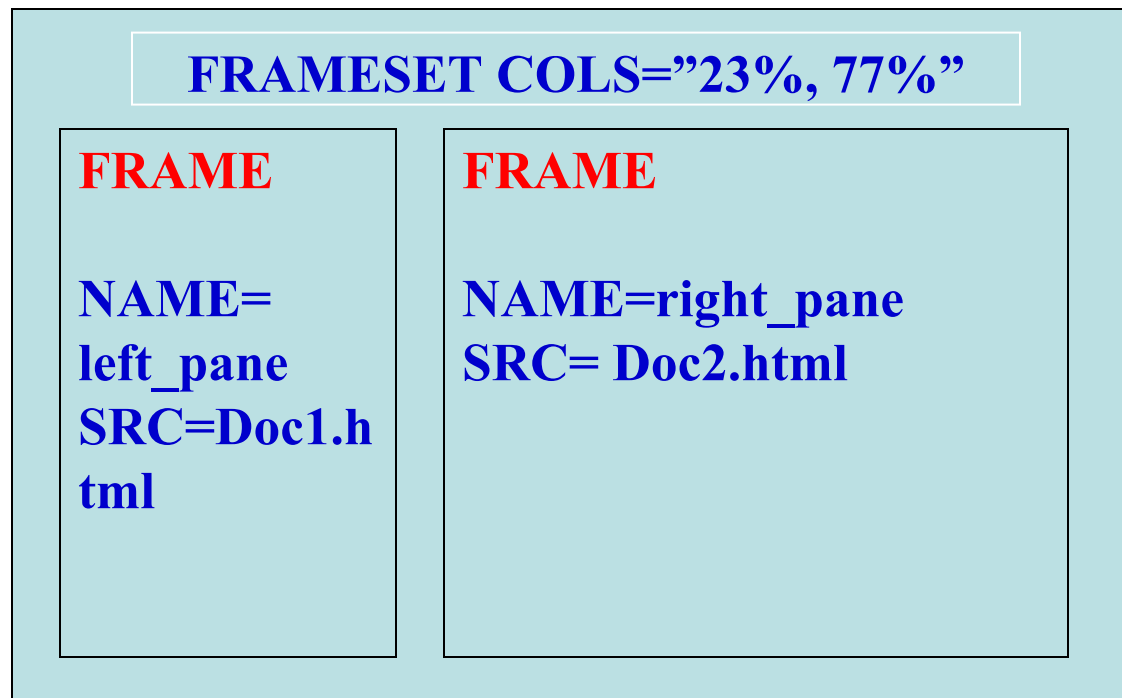 FRAMESET COLS=”23%, 77%”
FRAME
NAME=
left_pane
SRC=Doc1.h
tml
FRAME
NAME=right_pane
SRC= Doc2.html